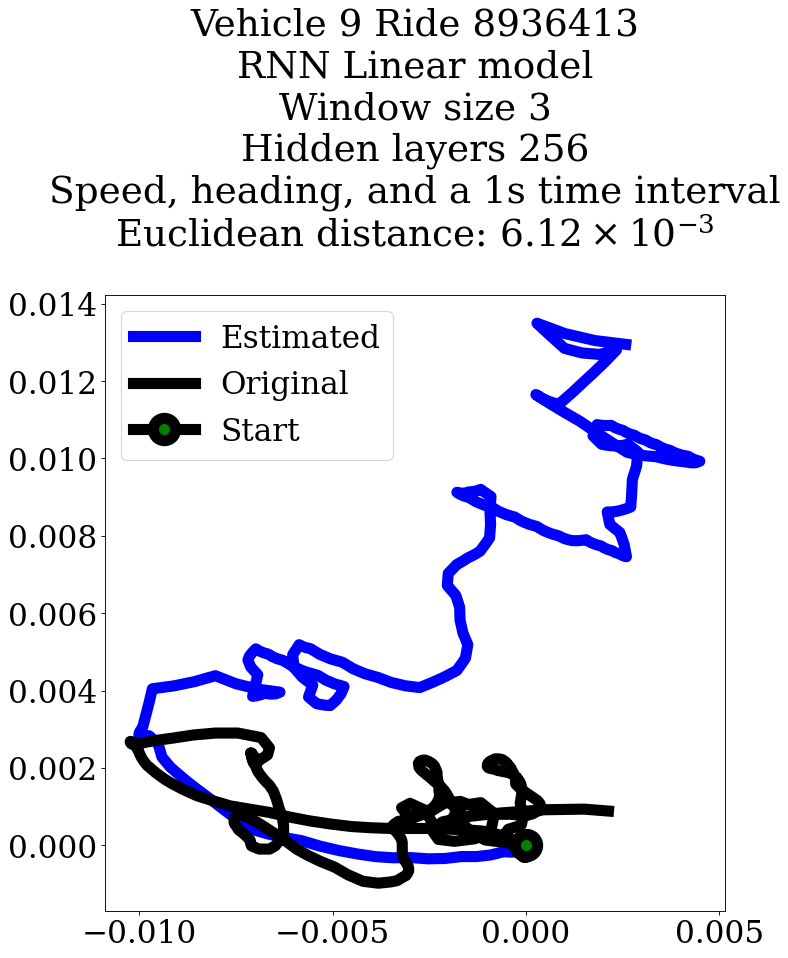 Vehicle 9 Ride 8936413
RNN Linear model
Window size 3
Hidden layers 256
Speed, heading, and a 1s time interval
Euclidean distance: 6.12 × 10⁻³
0.014
0.012
0.010
0.008
0.006
0.004
0.002
0.000
Estimated
Original
Start
−0.010
−0.005
0.000
0.005